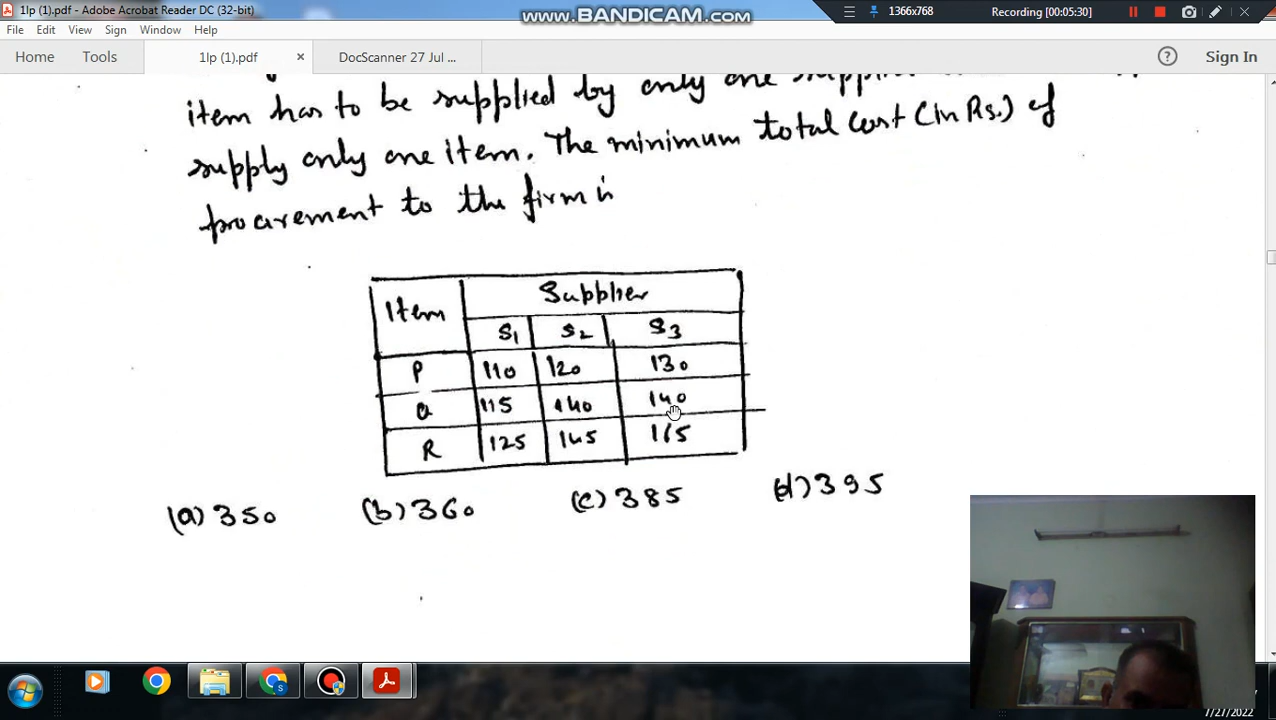 1lp (1).pdf - Adobe Acrobat Reader DC (32-bit)
www.BANDICAM.com
1366x768
Recording [00:05:30]
File Edit View Window Help
Home Tools 1lp (1).pdf × DocScanner 27 Jul ... Sign In
item has to be supplied by only one
supply only one item. The minimum total cost (in Rs.) of
procurement to the firm is
Item Supplier
S1 S2 S3
P 110 120 130
Q 115 140 140
R 125 145 165
(a) 350 (b) 360 (c) 385 (d) 395
7/27/2022